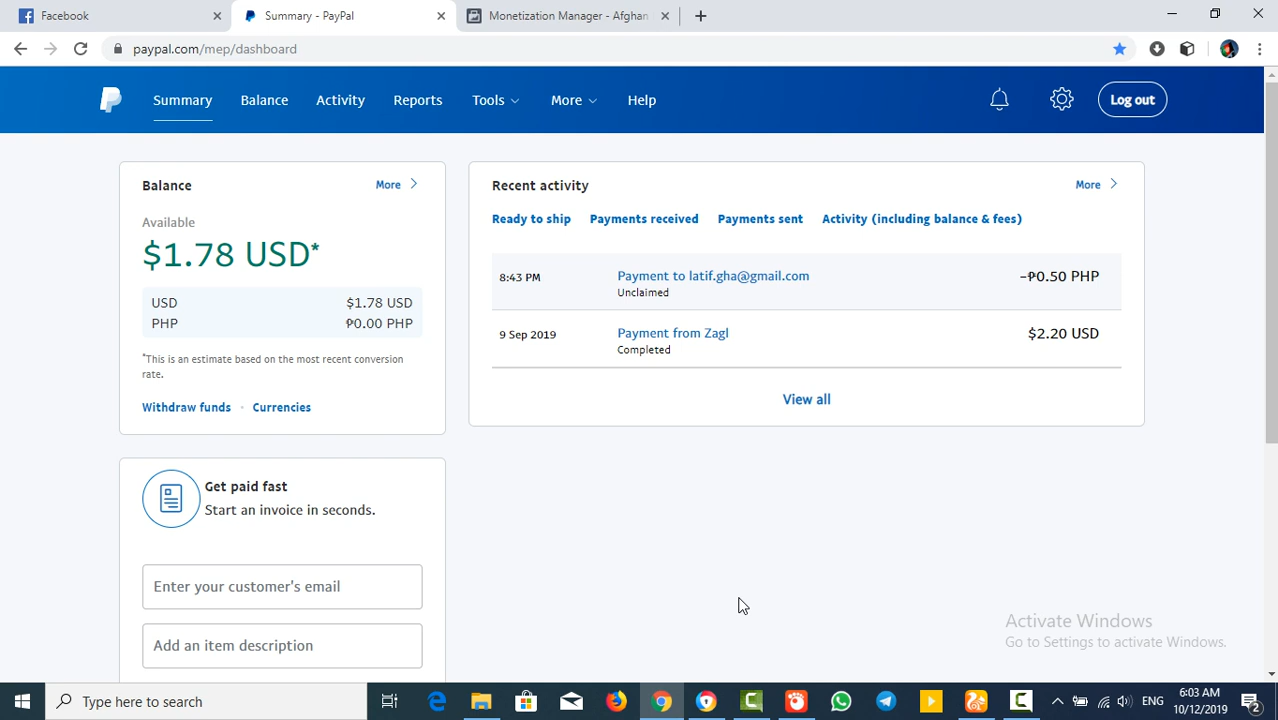 Facebook
Summary - PayPal
Monetization Manager - Afghan
paypal.com/mep/dashboard
Summary
Balance
Activity
Reports
Tools
More
Help
Log out
Balance
More
Available
$1.78 USD*
USD $1.78 USD
PHP ₱0.00 PHP
*This is an estimate based on the most recent conversion
rate.
Withdraw funds · Currencies
Recent activity
More
Ready to ship
Payments received
Payments sent
Activity (including balance & fees)
8:43 PM
Payment to latif.gha@gmail.com
Unclaimed
−₱0.50 PHP
9 Sep 2019
Payment from Zagl
Completed
$2.20 USD
View all
Get paid fast
Start an invoice in seconds.
Enter your customer's email
Add an item description
Activate Windows
Go to Settings to activate Windows.
Type here to search
ENG
6:03 AM
10/12/2019
2